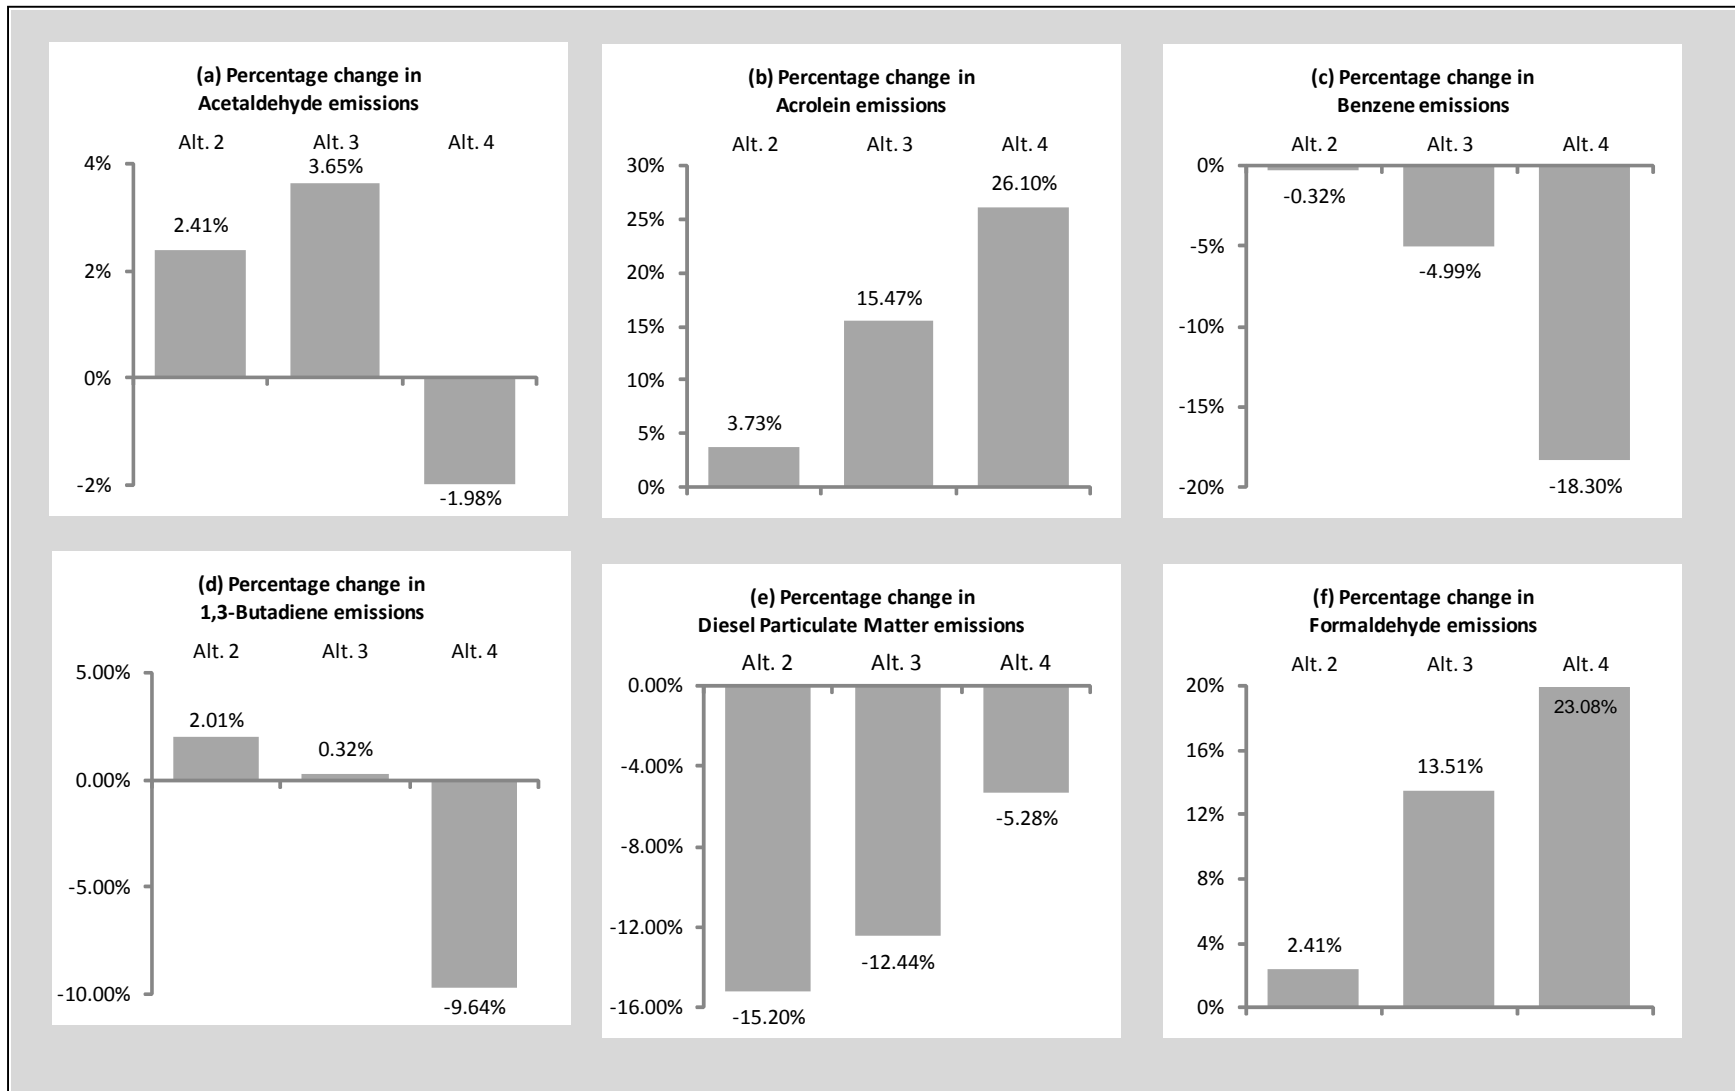 (a) Percentage change in
Acetaldehyde emissions
Alt. 2 Alt. 3 Alt. 4
4%
2%
0%
-2%
2.41%
3.65%
-1.98%
(b) Percentage change in
Acrolein emissions
Alt. 2 Alt. 3 Alt. 4
30%
25%
20%
15%
10%
5%
0%
3.73%
15.47%
26.10%
(c) Percentage change in
Benzene emissions
Alt. 2 Alt. 3 Alt. 4
0%
-5%
-10%
-15%
-20%
-0.32%
-4.99%
-18.30%
(d) Percentage change in
1,3-Butadiene emissions
Alt. 2 Alt. 3 Alt. 4
5.00%
0.00%
-5.00%
-10.00%
2.01%
0.32%
-9.64%
(e) Percentage change in
Diesel Particulate Matter emissions
Alt. 2 Alt. 3 Alt. 4
0.00%
-4.00%
-8.00%
-12.00%
-16.00%
-15.20%
-12.44%
-5.28%
(f) Percentage change in
Formaldehyde emissions
Alt. 2 Alt. 3 Alt. 4
20%
16%
12%
8%
4%
0%
2.41%
13.51%
23.08%